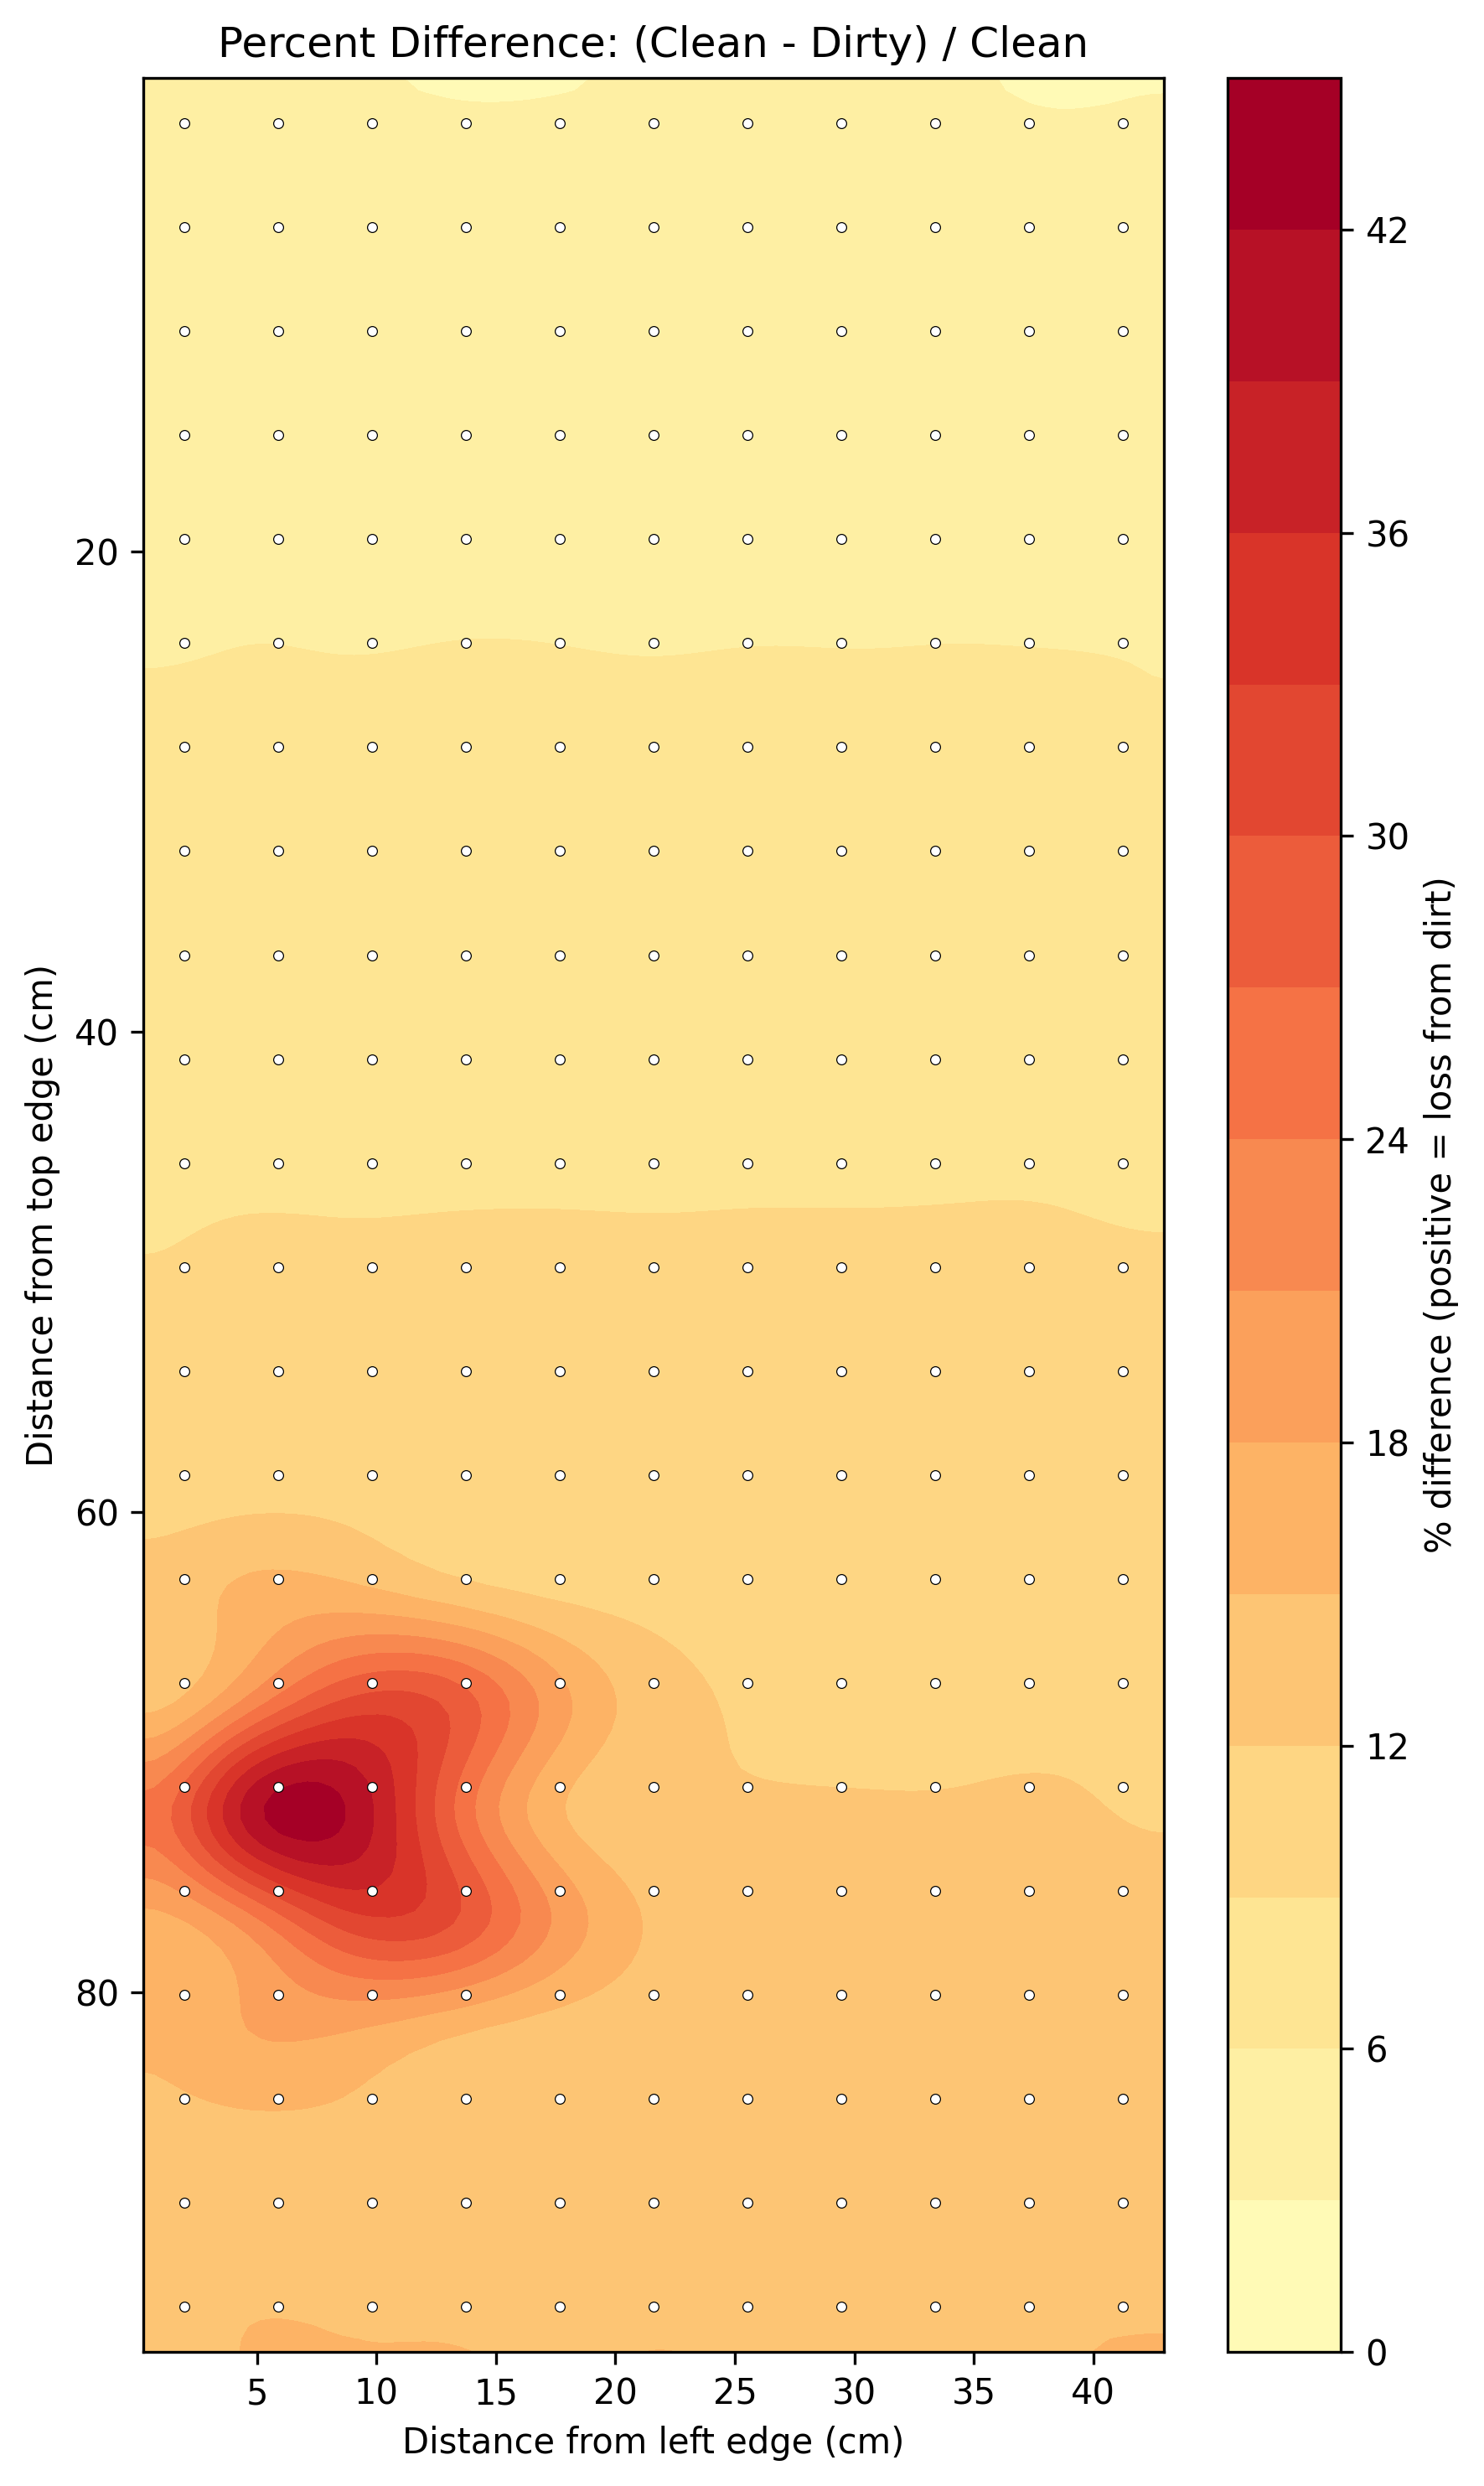 Percent Difference: (Clean - Dirty) / Clean
42
36
30
24
18
12
6
0
% difference (positive = loss from dirt)
20
40
60
80
Distance from top edge (cm)
5 10 15 20 25 30 35 40
Distance from left edge (cm)